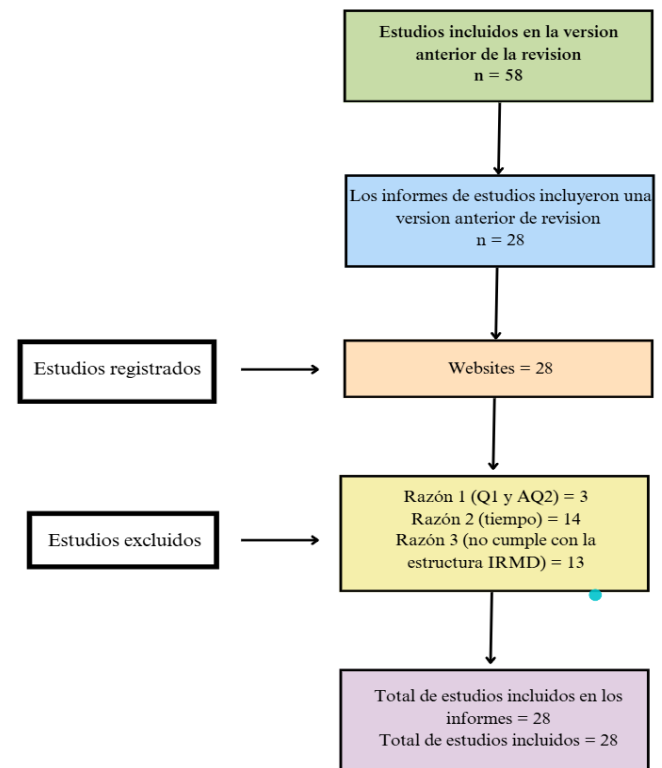 Estudios incluidos en la version
anterior de la revision
n = 58
Los informes de estudios incluyeron una
version anterior de revision
n = 28
Estudios registrados
Websites = 28
Estudios excluidos
Razón 1 (Q1 y AQ2) = 3
Razón 2 (tiempo) = 14
Razón 3 (no cumple con la
estructura IRMD) = 13
Total de estudios incluidos en los
informes = 28
Total de estudios incluidos = 28